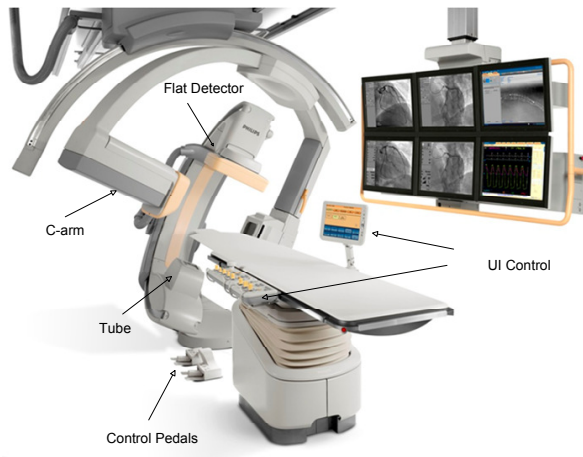 Flat Detector
PHILIPS
C-arm
UI Control
Tube
Control Pedals